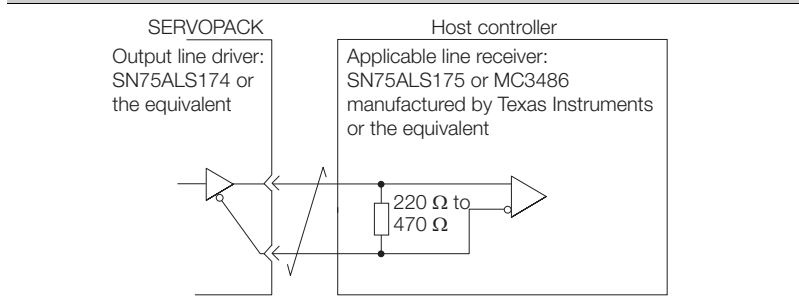 SERVOPACK
Host controller
Output line driver:
SN75ALS174 or
the equivalent
Applicable line receiver:
SN75ALS175 or MC3486
manufactured by Texas Instruments
or the equivalent
220 Ω to
470 Ω